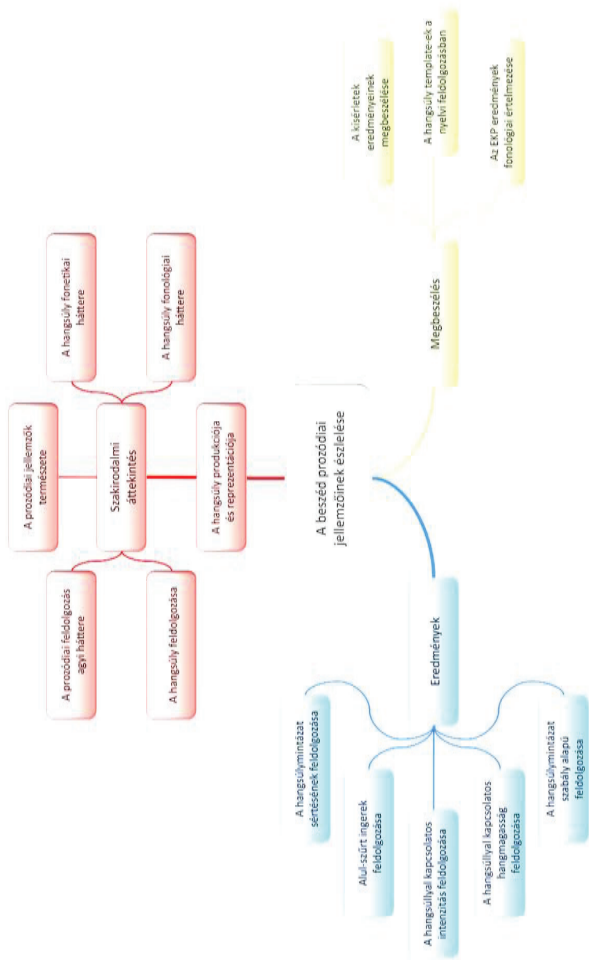 A prozódiai feldolgozás
agyi háttere
A prozódiai jellemzők
természete
A hangsúly fonetikai
háttere
A hangsúly feldolgozása
Szakirodalmi
áttekintés
A hangsúly fonológiai
háttere
A hangsúly produkciója
és reprezentációja
A beszéd prozódiai
jellemzőinek észlelése
Eredmények
A hangsúlymintázat
sértésének feldolgozása
Alul-szűrt ingerek
feldolgozása
A hangsúllyal kapcsolatos
intenzitás feldolgozása
A hangsúllyal kapcsolatos
hangmagasság
feldolgozása
A hangsúlymintázat
szabály alapú
feldolgozása
Megbeszélés
A kísérletek
eredményeinek
megbeszélése
A hangsúly template-ek a
nyelvi feldolgozásban
Az EKP eredmények
fonológiai értelmezése